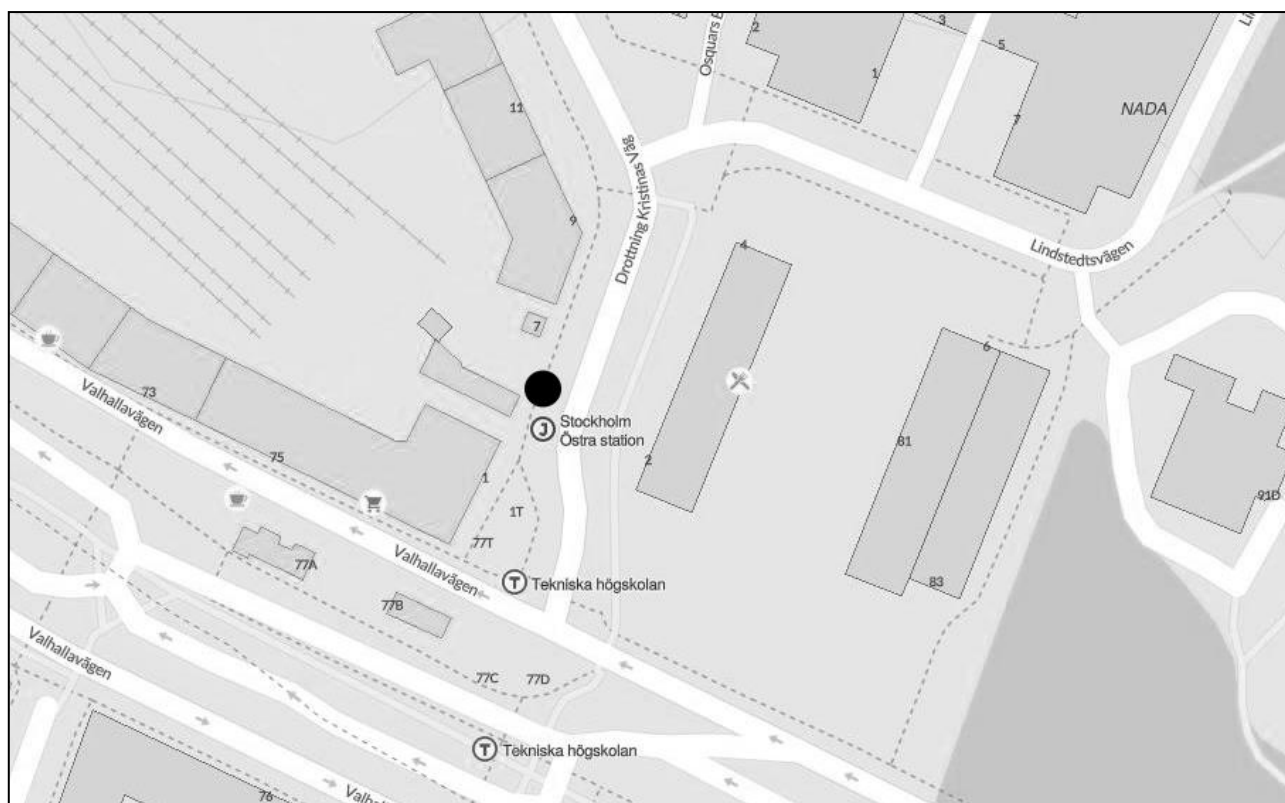 2
3
5
1
11
7
NADA
Drottning Kristinas Väg
9
4
Lindstedtsvägen
7
6
73
Valhallavägen
J
Stockholm
Östra station
81
75
2
1
91D
1T
77T
Valhallavägen
77A
T
Tekniska högskolan
83
77B
Valhallavägen
77C
77D
T
Tekniska högskolan
76